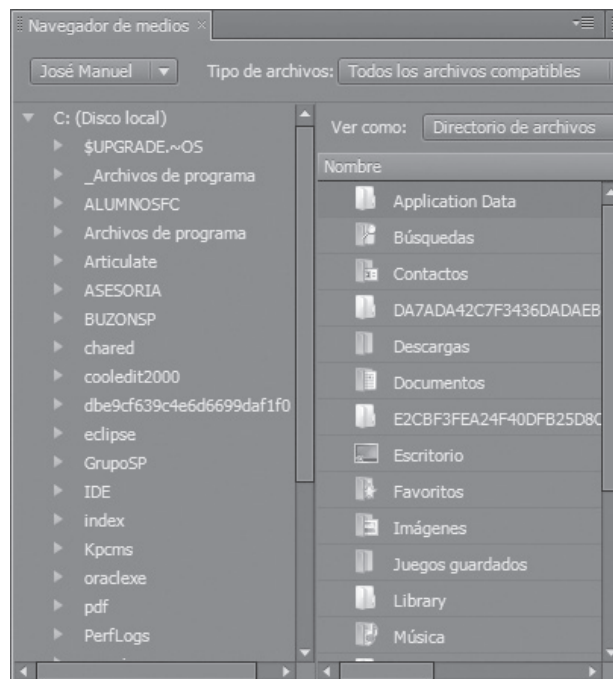 Navegador de medios
José Manuel
Tipo de archivos: Todos los archivos compatibles
C: (Disco local)
$UPGRADE.~OS
_Archivos de programa
ALUMNOSFC
Archivos de programa
Articulate
ASESORIA
BUZONSP
chared
cooledit2000
dbe9cf639c4e6d6699daf1f0
eclipse
GrupoSP
IDE
index
Kpcms
oraclexe
pdf
PerfLogs
Ver como: Directorio de archivos
Nombre
Application Data
Búsquedas
Contactos
DA7ADA42C7F3436DADAEB
Descargas
Documentos
E2CBF3FEA24F40DFB25D8C
Escritorio
Favoritos
Imágenes
Juegos guardados
Library
Música